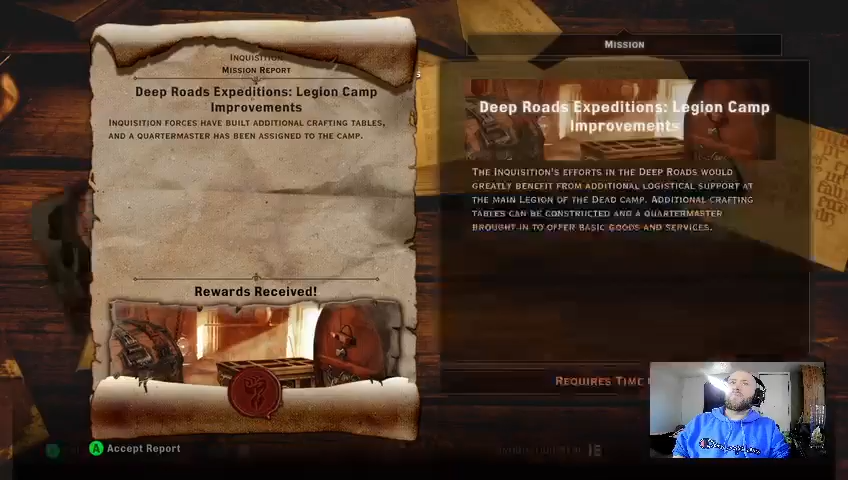 Inquisition
Mission Report
Deep Roads Expeditions: Legion Camp
Improvements
Inquisition forces have built additional crafting tables,
and a quartermaster has been assigned to the camp.
Rewards Received!
A Accept Report
Mission
Deep Roads Expeditions: Legion Camp
Improvements
The Inquisition's efforts in the Deep Roads would
greatly benefit from additional logistical support at
the main Legion of the Dead camp. Additional crafting
tables can be constructed and a quartermaster
brought in to offer basic goods and services.
Requires Time